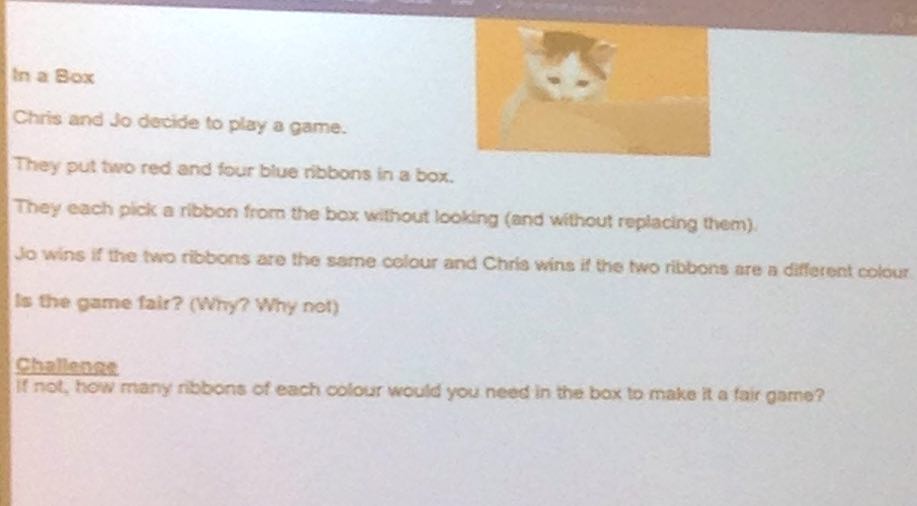 In a Box
Chris and Jo decide to play a game.
They put two red and four blue ribbons in a box.
They each pick a ribbon from the box without looking (and without replacing them).
Jo wins if the two ribbons are the same colour and Chris wins if the two ribbons are a different colour
Is the game fair? (Why? Why not)
Challenge
If not, how many ribbons of each colour would you need in the box to make it a fair game?